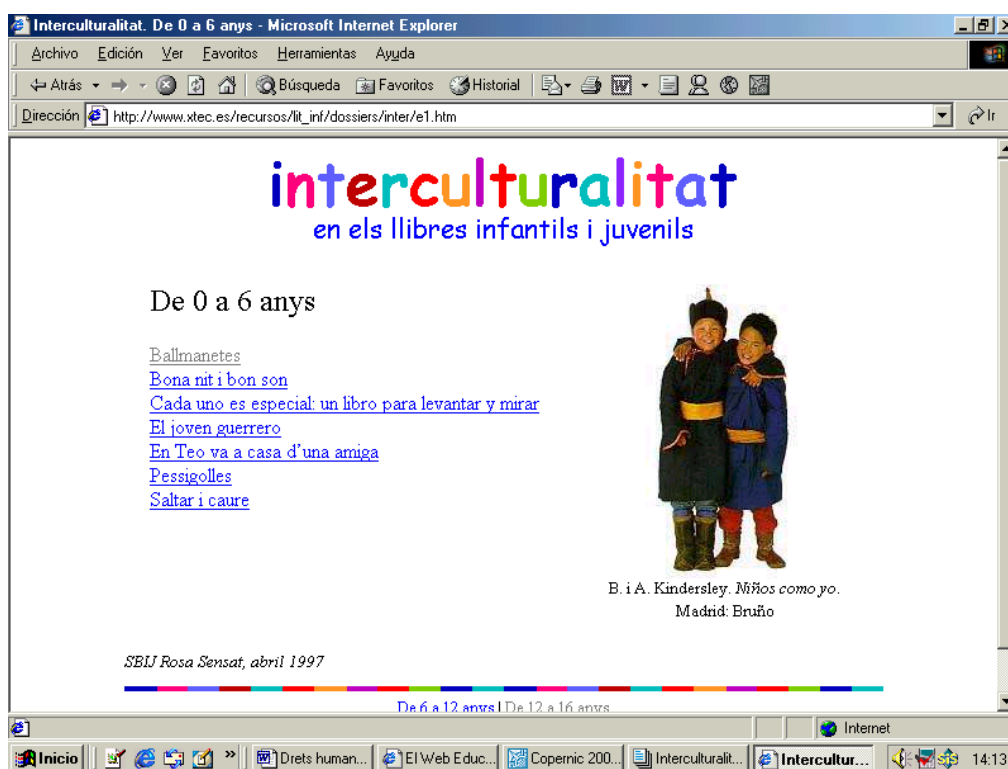 Interculturalitat. De 0 a 6 anys - Microsoft Internet Explorer
Archivo Edición Ver Favoritos Herramientas Ayuda
Atrás Búsqueda Favoritos Historial
Dirección http://www.xtec.es/recursos/lit_inf/dossiers/inter/e1.htm Ir
interculturalitat
en els llibres infantils i juvenils
De 0 a 6 anys
Ballmanetes
Bona nit i bon son
Cada uno es especial: un libro para levantar y mirar
El joven guerrero
En Teo va a casa d'una amiga
Pessigolles
Saltar i caure
B. i A. Kindersley. Niños como yo.
Madrid: Bruño
SBIJ Rosa Sensat, abril 1997
De 6 a 12 anys | De 12 a 16 anys
Internet
Inicio » Drets human... El Web Educ... Copernic 200... Interculturalit... Intercultur... 14:13